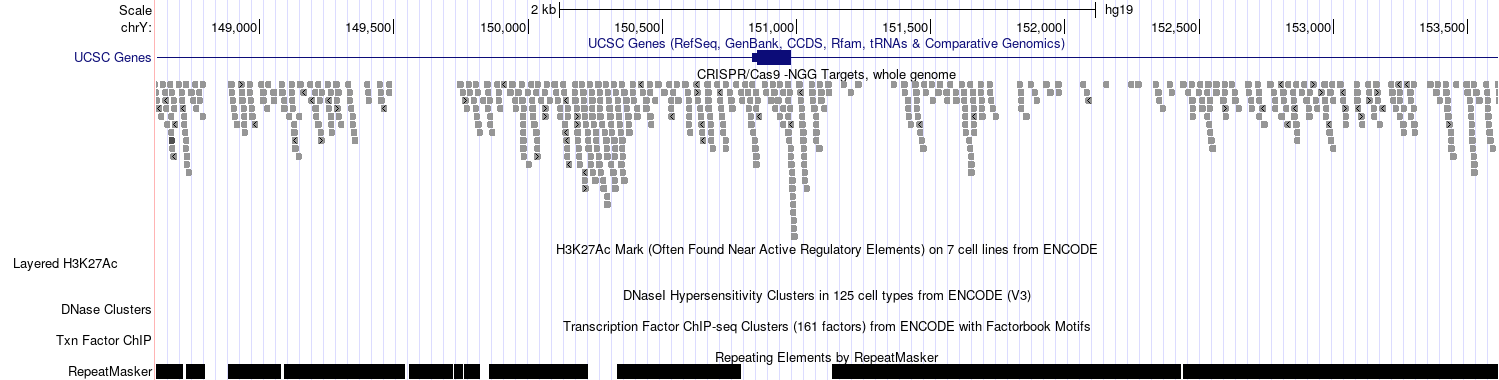 Scale 2 kb hg19
chrY: 149,000 149,500 150,000 150,500 151,000 151,500 152,000 152,500 153,000 153,500
UCSC Genes (RefSeq, GenBank, CCDS, Rfam, tRNAs & Comparative Genomics)
UCSC Genes
CRISPR/Cas9 -NGG Targets, whole genome
H3K27Ac Mark (Often Found Near Active Regulatory Elements) on 7 cell lines from ENCODE
Layered H3K27Ac
DNaseI Hypersensitivity Clusters in 125 cell types from ENCODE (V3)
DNase Clusters
Transcription Factor ChIP-seq Clusters (161 factors) from ENCODE with Factorbook Motifs
Txn Factor ChIP
Repeating Elements by RepeatMasker
RepeatMasker